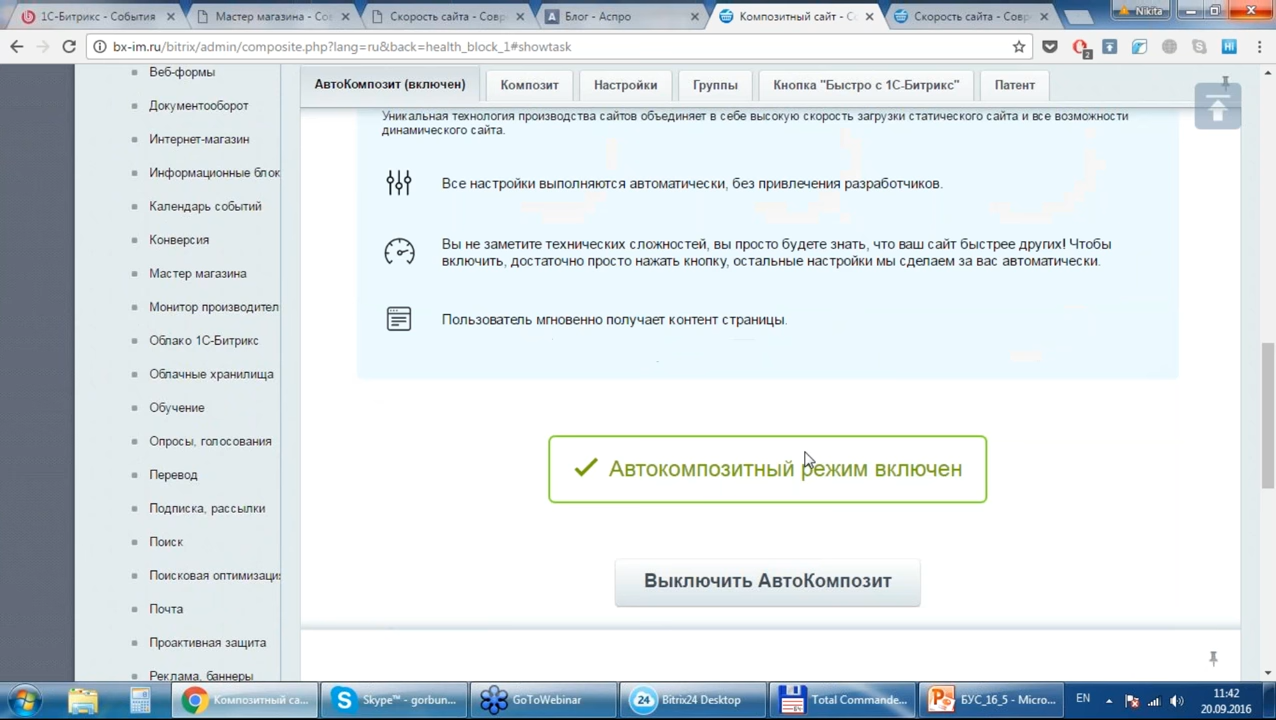 1С-Битрикс - События
Мастер магазина - Со
Скорость сайта - Совр
Блог - Аспро
Композитный сайт - С
Скорость сайта - Совр
Nikita
bx-im.ru/bitrix/admin/composite.php?lang=ru&back=health_block_1#showtask
2
Hi
АвтоКомпозит (включен)
Композит
Настройки
Группы
Кнопка "Быстро с 1С-Битрикс"
Патент
Веб-формы
Документооборот
Интернет-магазин
Информационные блок
Календарь событий
Конверсия
Мастер магазина
Монитор производител
Облако 1С-Битрикс
Облачные хранилища
Обучение
Опросы, голосования
Перевод
Подписка, рассылки
Поиск
Поисковая оптимизаци
Почта
Проактивная защита
Реклама, баннеры
Уникальная технология производства сайтов объединяет в себе высокую скорость загрузки статического сайта и все возможности
динамического сайта.
Все настройки выполняются автоматически, без привлечения разработчиков.
Вы не заметите технических сложностей, вы просто будете знать, что ваш сайт быстрее других! Чтобы
включить, достаточно просто нажать кнопку, остальные настройки мы сделаем за вас автоматически.
Пользователь мгновенно получает контент страницы.
Автокомпозитный режим включен
Выключить АвтоКомпозит
Композитный са...
Skype™ - gorbun...
GoToWebinar
24
Bitrix24 Desktop
Total Commande...
БУС_16_5 - Micro...
EN
11:42
20.09.2016